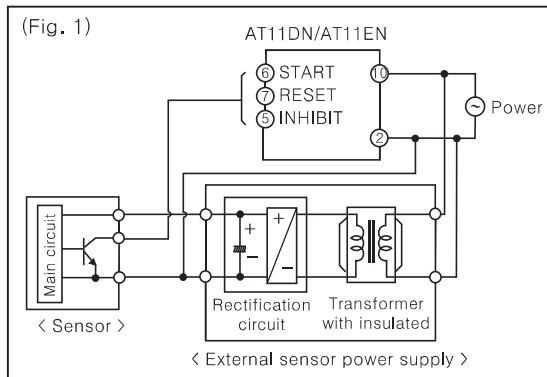 (Fig. 1)
AT11DN/AT11EN
6 START
10
7 RESET
5 INHIBIT
2
~ Power
Main circuit
+
−
+
−
Rectification
circuit
Transformer
with insulated
< Sensor >
< External sensor power supply >